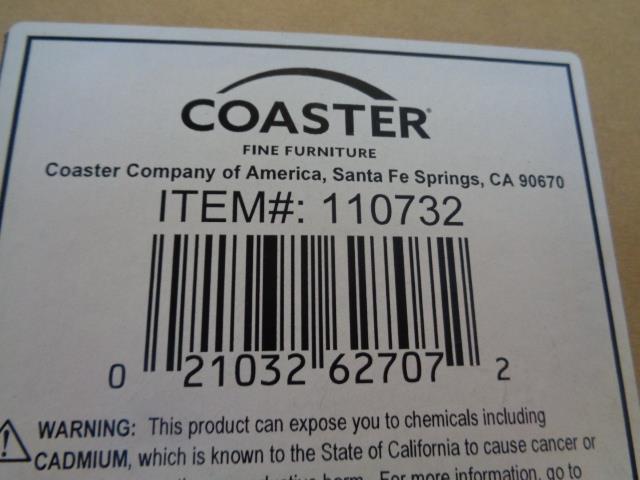 COASTER®
FINE FURNITURE
Coaster Company of America, Santa Fe Springs, CA 90670
ITEM#: 110732
0 21032 62707 2
WARNING: This product can expose you to chemicals including
CADMIUM, which is known to the State of California to cause cancer or
harm. For more information, go to